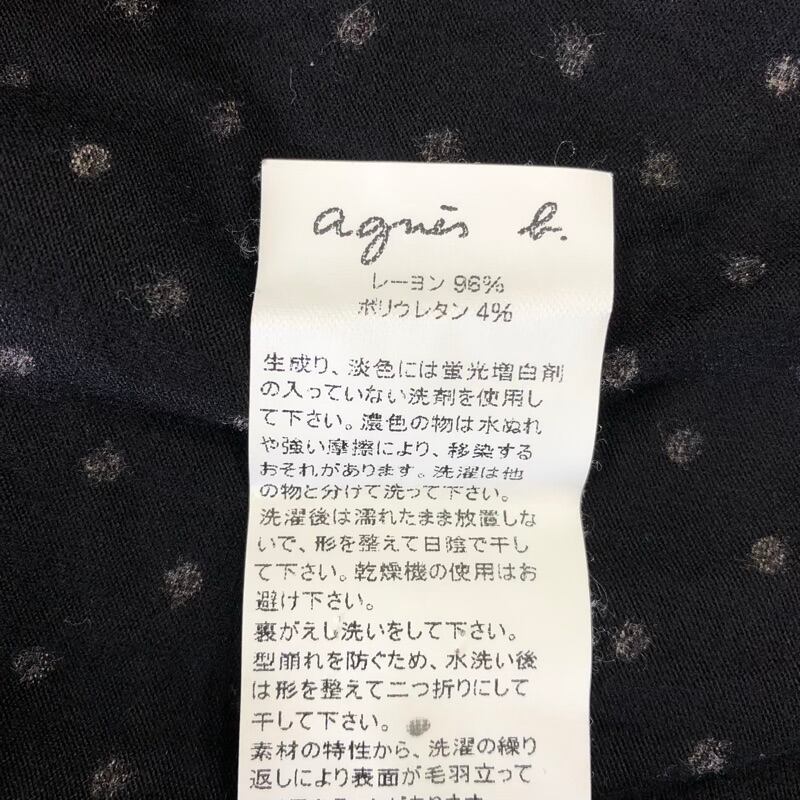 agnès b.
レーヨン 96%
ポリウレタン 4%
生成り、淡色には蛍光増白剤
の入っていない洗剤を使用し
て下さい。濃色の物は水ぬれ
や強い摩擦により、移染する
おそれがあります。洗濯は他
の物と分けて洗って下さい。
洗濯後は濡れたまま放置しな
いで、形を整えて日陰で干し
て下さい。乾燥機の使用はお
避け下さい。
裏がえし洗いをして下さい。
型崩れを防ぐため、水洗い後
は形を整えて二つ折りにして
干して下さい。
素材の特性から、洗濯の繰り
返しにより表面が毛羽立って